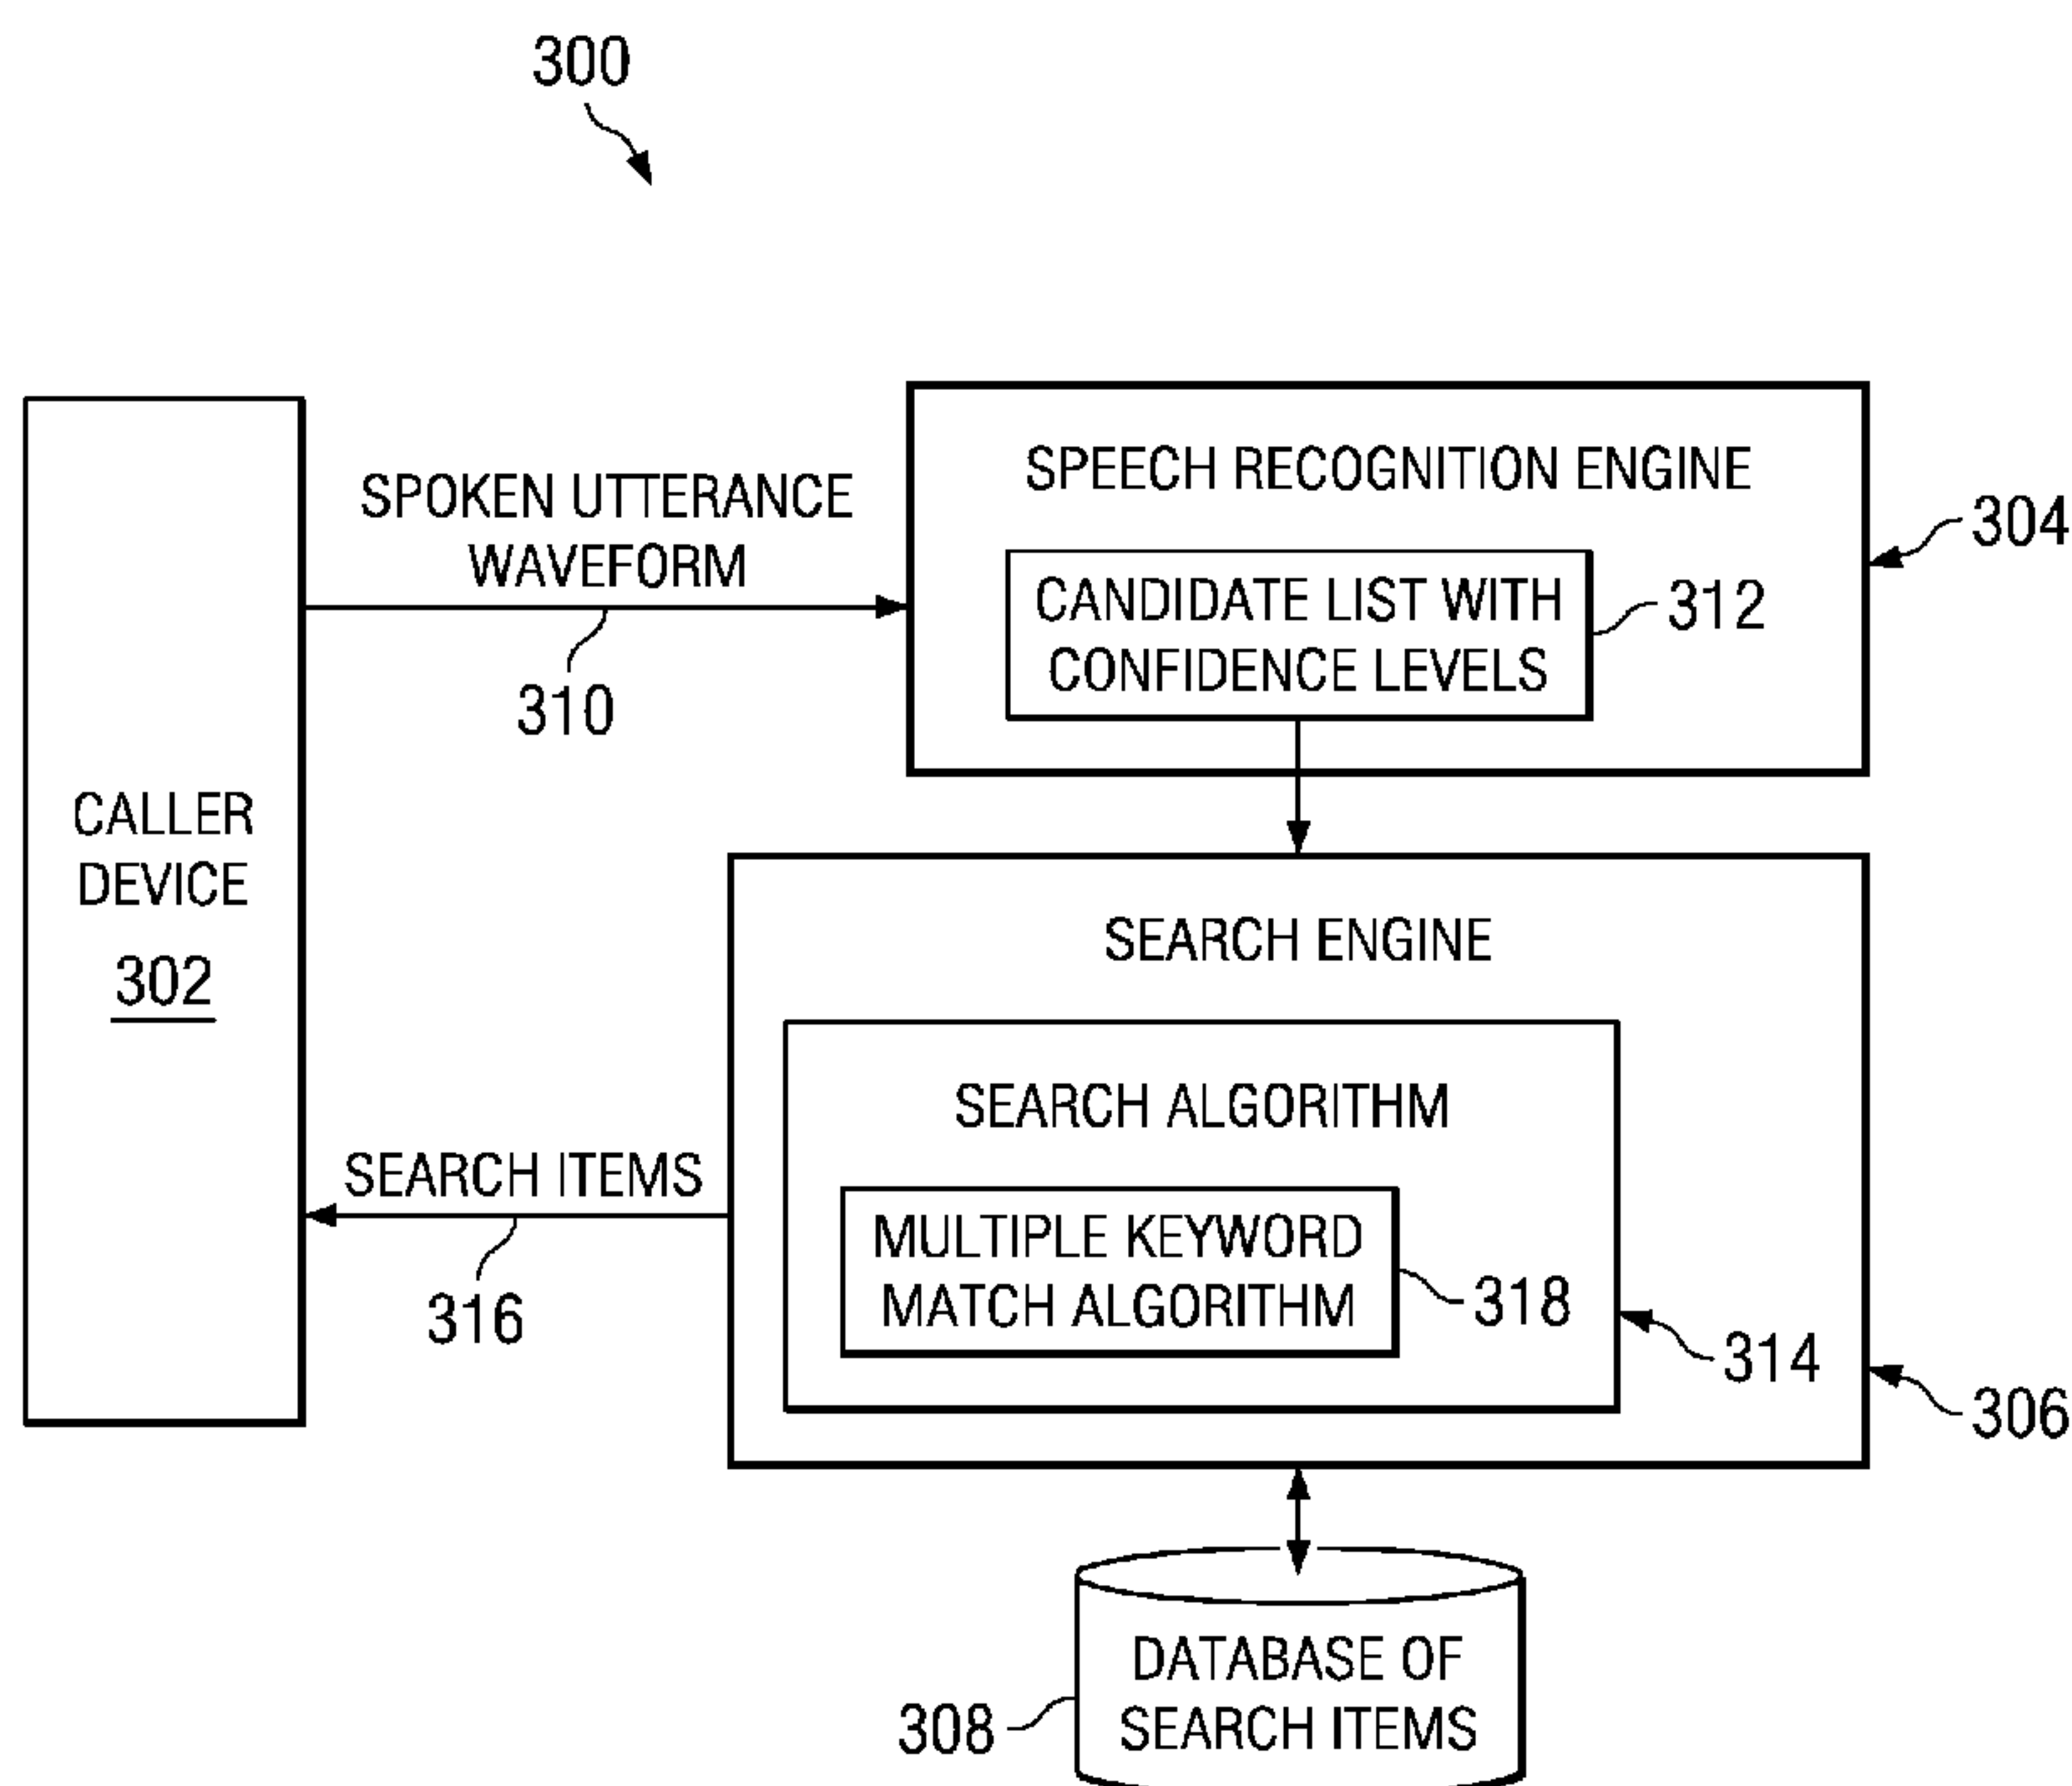 300
SPEECH RECOGNITION ENGINE
304
SPOKEN UTTERANCE
WAVEFORM
310
CANDIDATE LIST WITH
CONFIDENCE LEVELS
312
CALLER
DEVICE
302
SEARCH ENGINE
306
SEARCH ALGORITHM
314
SEARCH ITEMS
316
MULTIPLE KEYWORD
MATCH ALGORITHM
318
DATABASE OF
SEARCH ITEMS
308